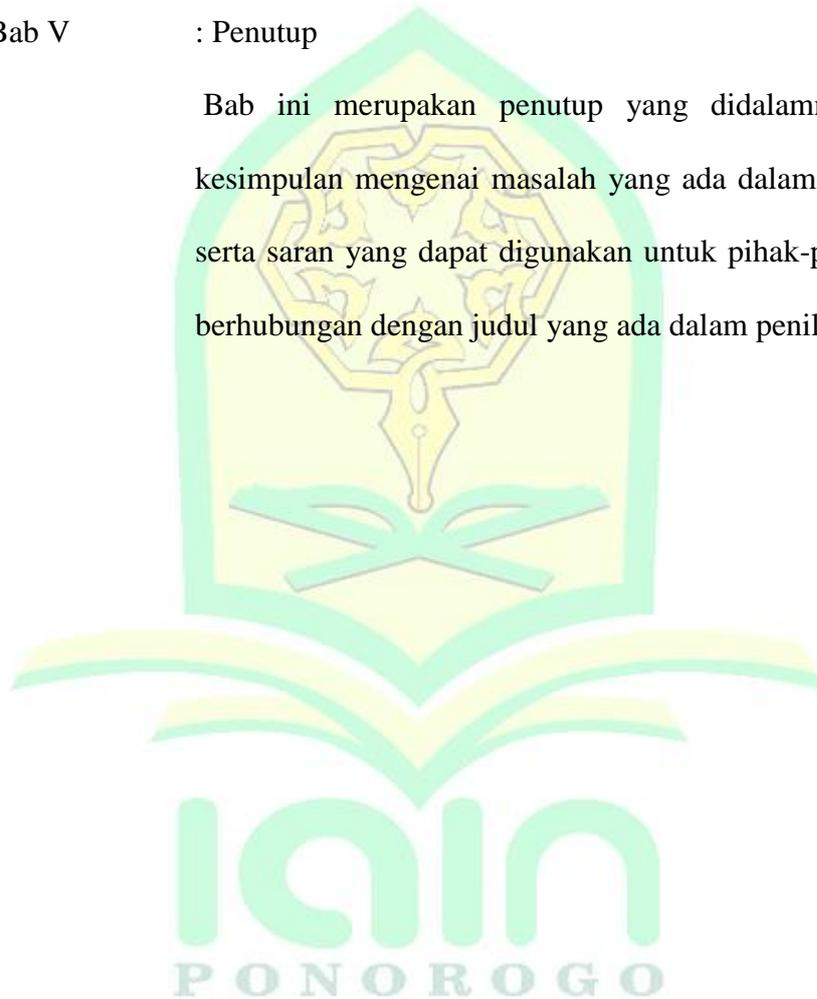 Bab V : Penutup
Bab ini merupakan penutup yang
kesimpulan mengenai masalah yang ada dalam
serta saran yang dapat digunakan untuk
berhubungan dengan judul yang ada dalam
iain
PONOROGO